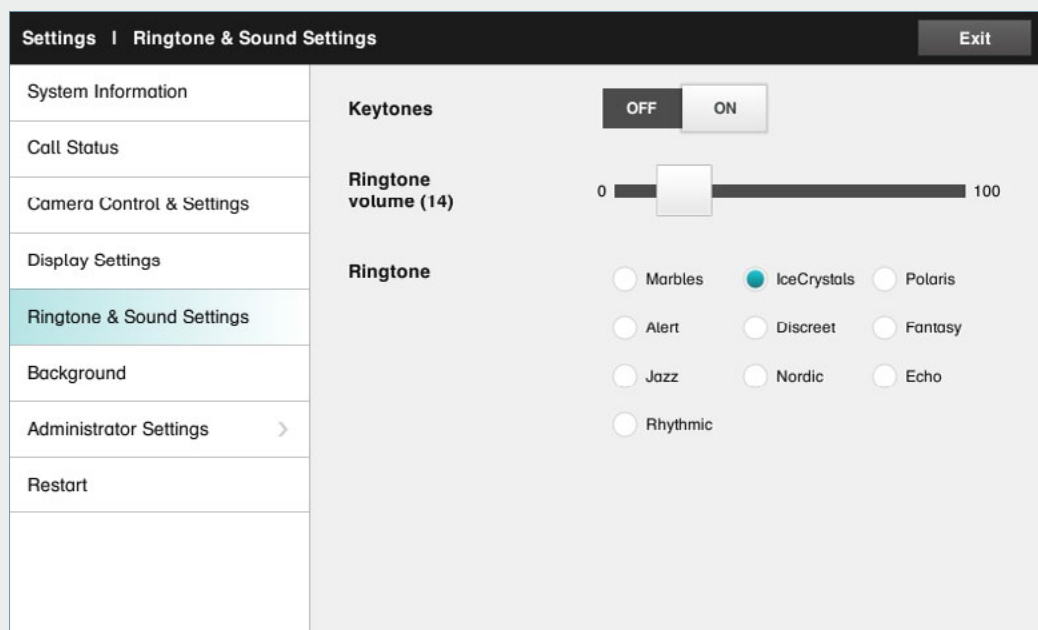 Settings | Ringtone & Sound Settings
Exit
System Information
Call Status
Camera Control & Settings
Display Settings
Ringtone & Sound Settings
Background
Administrator Settings
Restart
Keytones
OFF ON
Ringtone
volume (14)
0 100
Ringtone
Marbles IceCrystals Polaris
Alert Discreet Fantasy
Jazz Nordic Echo
Rhythmic